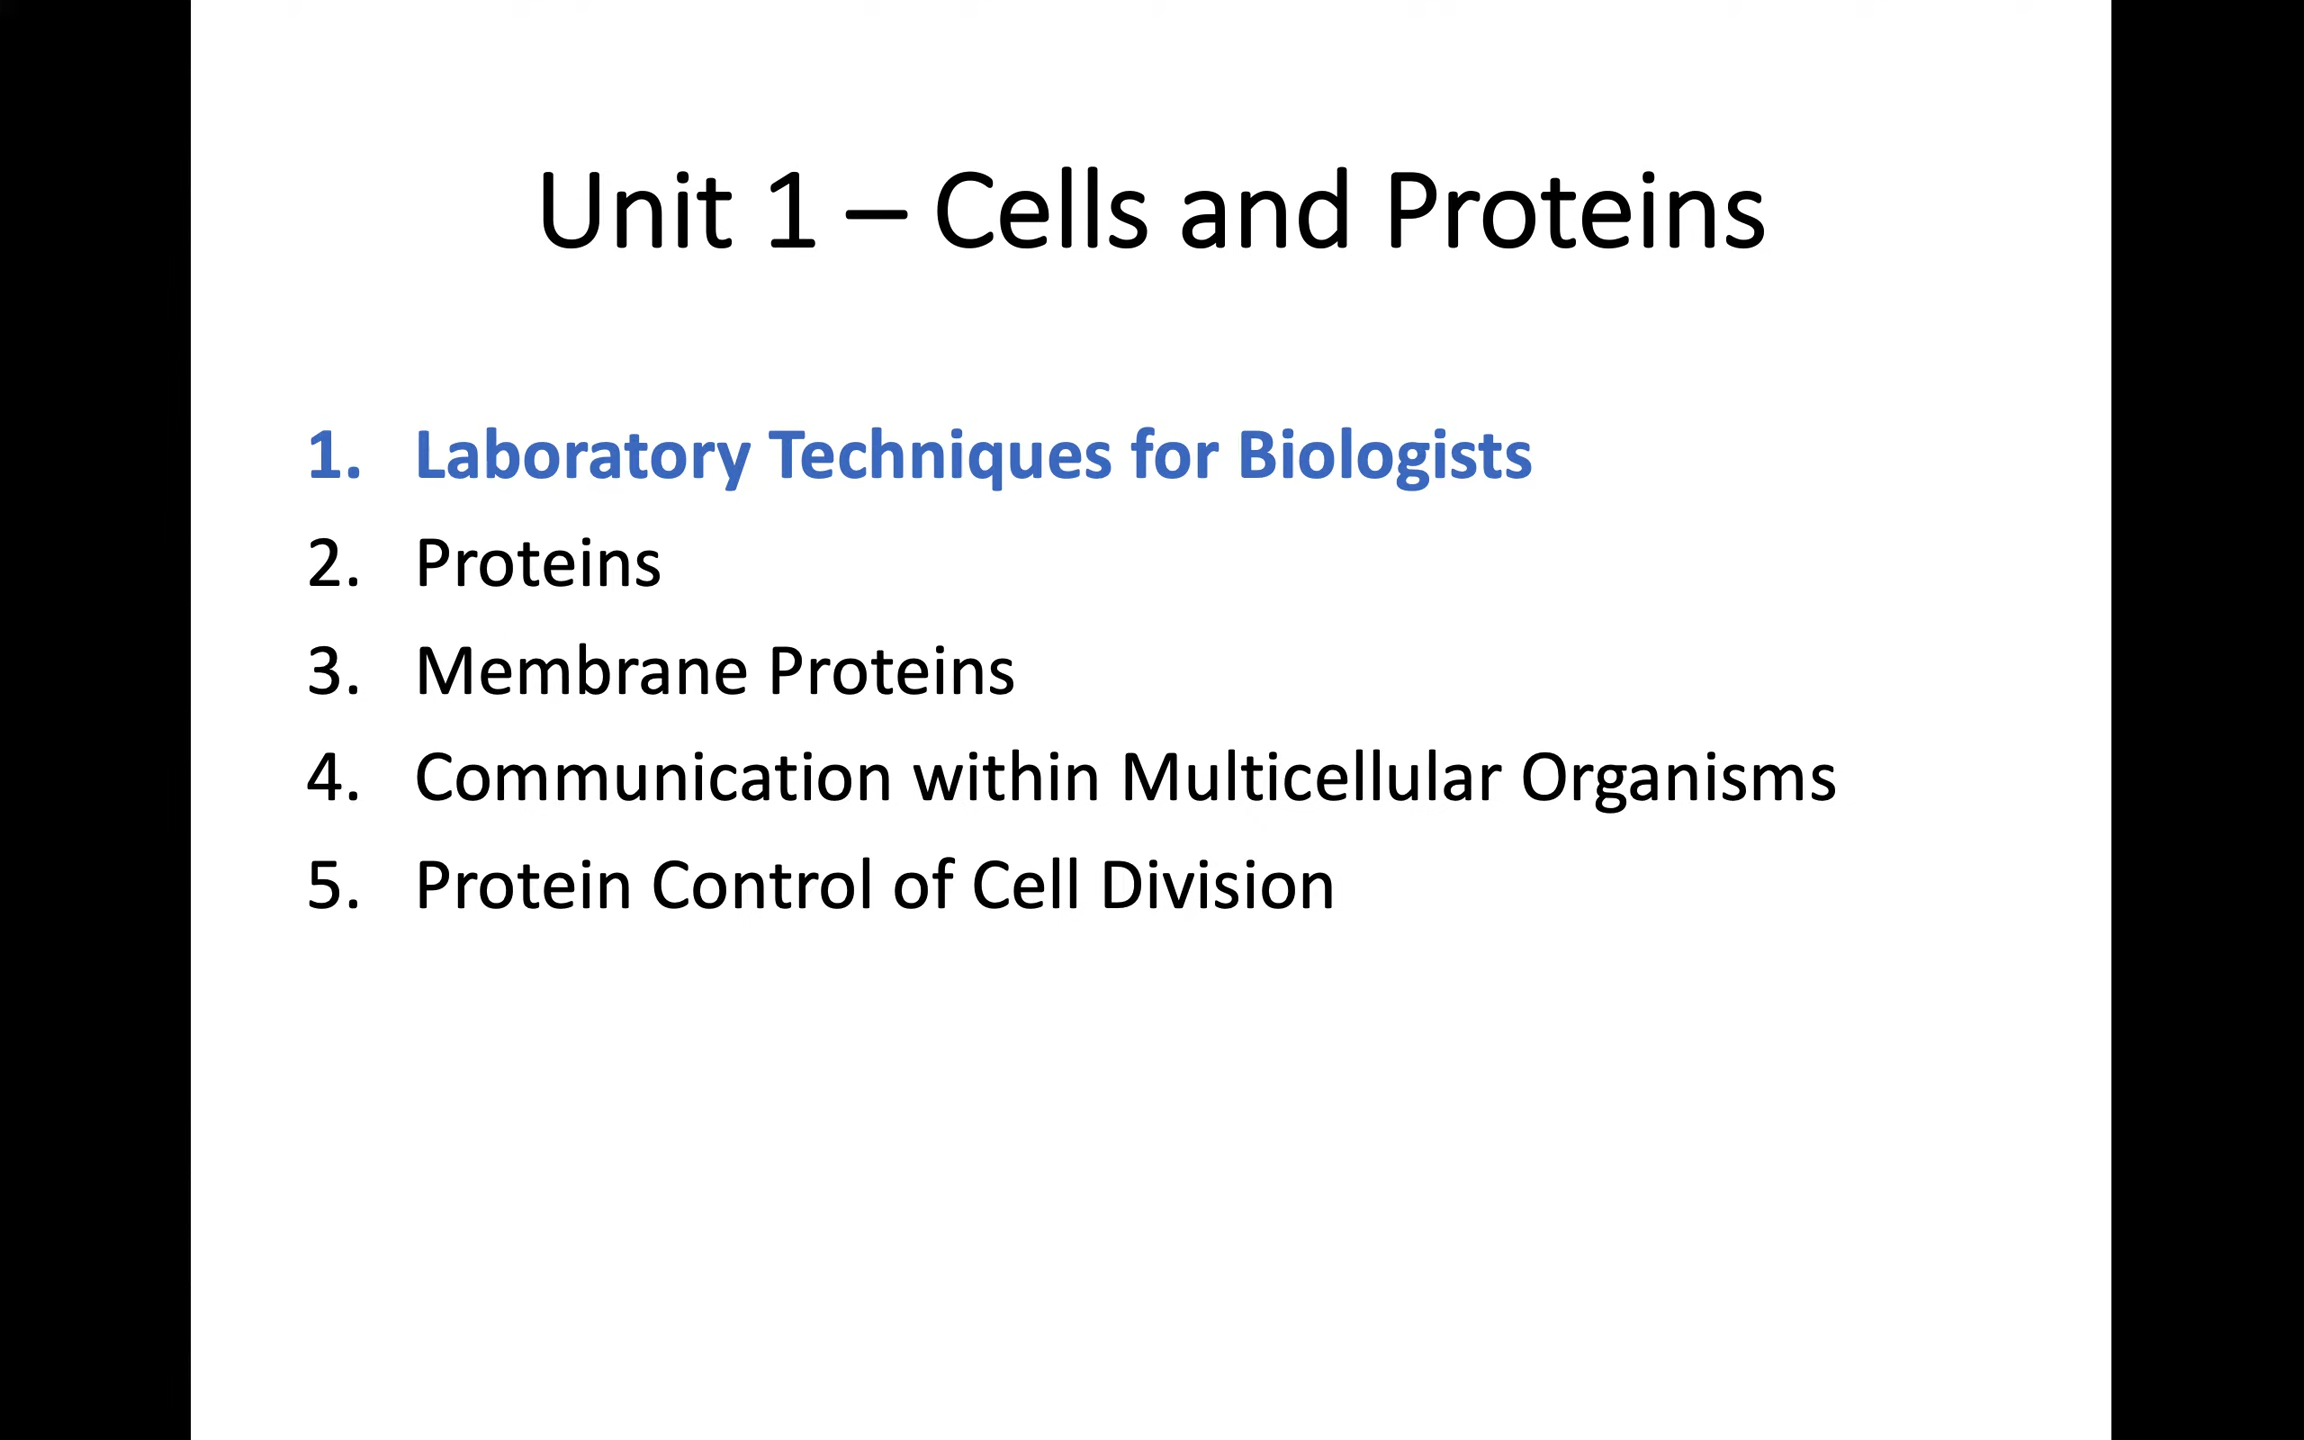 Unit 1 – Cells and Proteins
1. Laboratory Techniques for Biologists
2. Proteins
3. Membrane Proteins
4. Communication within Multicellular Organisms
5. Protein Control of Cell Division